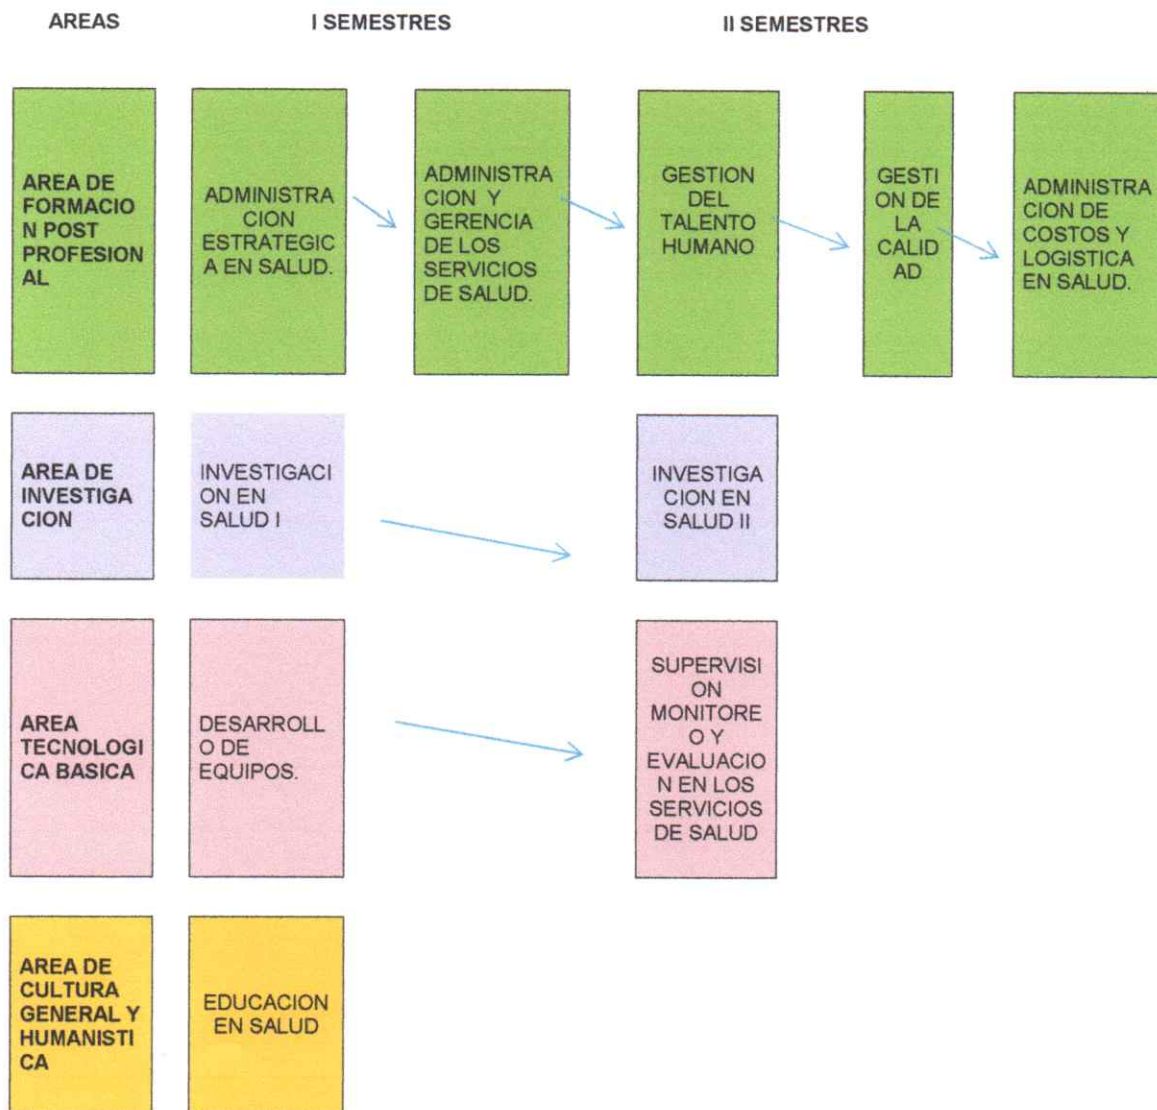 AREAS
I SEMESTRES
II SEMESTRES
AREA DE
FORMACIO
N POST
PROFESION
AL
ADMINISTRA
CION
ESTRATEGIC
A EN SALUD.
ADMINISTRA
CION Y
GERENCIA
DE LOS
SERVICIOS
DE SALUD.
GESTION
DEL
TALENTO
HUMANO
GESTI
ON DE
LA
CALID
AD
ADMINISTRA
CION DE
COSTOS Y
LOGISTICA
EN SALUD.
AREA DE
INVESTIGA
CION
INVESTIGACI
ON EN
SALUD I
INVESTIGA
CION EN
SALUD II
AREA
TECNOLOGI
CA BASICA
DESARROLL
O DE
EQUIPOS.
SUPERVISI
ON
MONITORE
O Y
EVALUACIO
N EN LOS
SERVICIOS
DE SALUD
AREA DE
CULTURA
GENERAL Y
HUMANISTI
CA
EDUCACION
EN SALUD